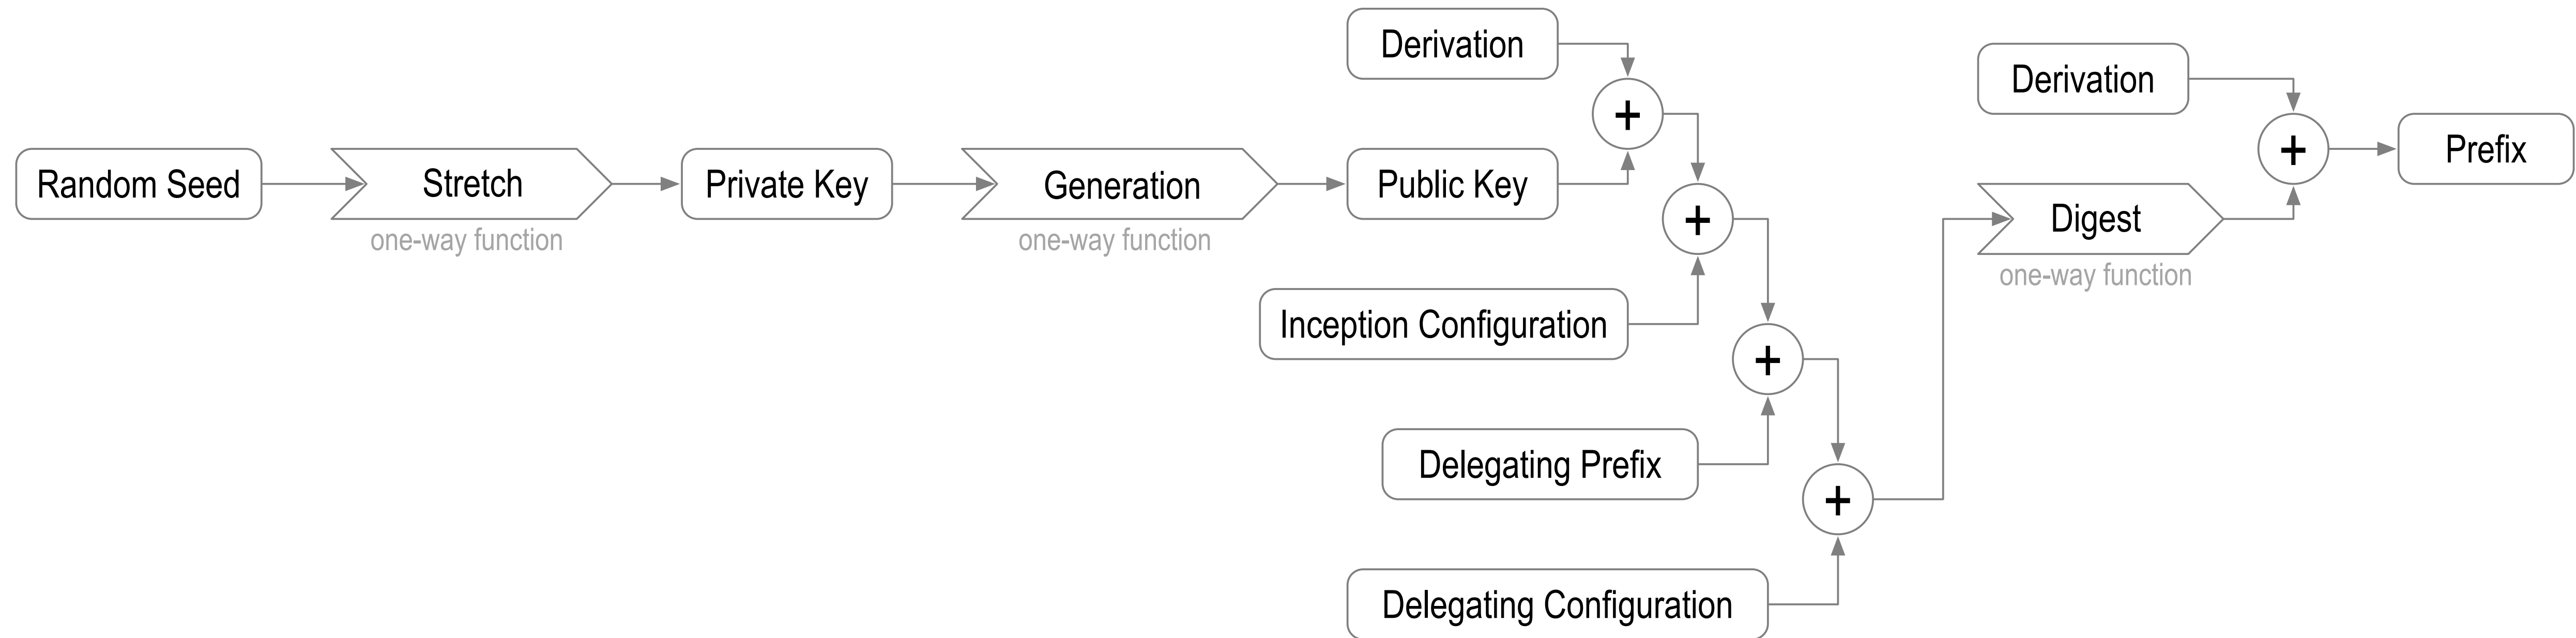 Derivation
+
Derivation
+
Prefix
Random Seed
Stretch
one-way function
Private Key
Generation
one-way function
Public Key
+
Digest
one-way function
Inception Configuration
+
Delegating Prefix
+
Delegating Configuration